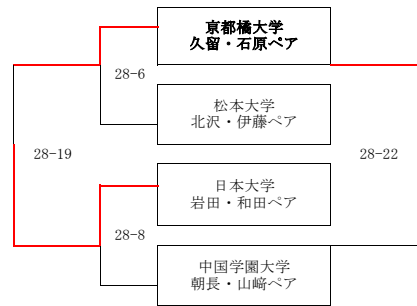 京都橘大学
久留・石原ペア
28-6
松本大学
北沢・伊藤ペア
28-19
28-22
日本大学
岩田・和田ペア
28-8
中国学園大学
朝長・山﨑ペア